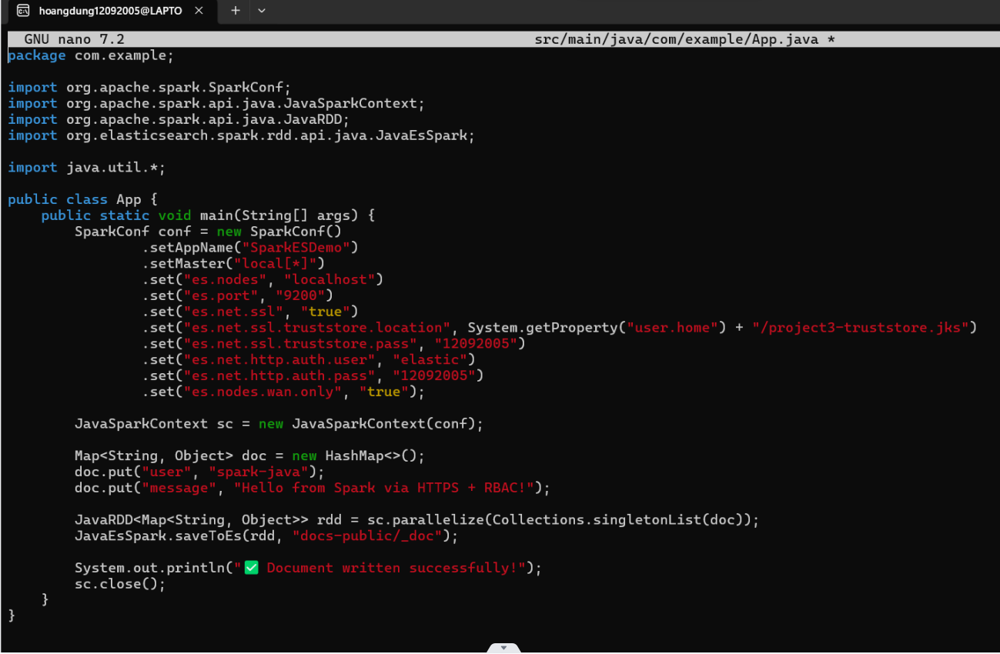 hoangdung12092005@LAPTO
GNU nano 7.2 src/main/java/com/example/App.java *
package com.example;
import org.apache.spark.SparkConf;
import org.apache.spark.api.java.JavaSparkContext;
import org.apache.spark.api.java.JavaRDD;
import org.elasticsearch.spark.rdd.api.java.JavaEsSpark;
import java.util.*;
public class App {
    public static void main(String[] args) {
        SparkConf conf = new SparkConf()
                .setAppName("SparkESDemo")
                .setMaster("local[*]")
                .set("es.nodes", "localhost")
                .set("es.port", "9200")
                .set("es.net.ssl", "true")
                .set("es.net.ssl.truststore.location", System.getProperty("user.home") + "/project3-truststore.jks")
                .set("es.net.ssl.truststore.pass", "12092005")
                .set("es.net.http.auth.user", "elastic")
                .set("es.net.http.auth.pass", "12092005")
                .set("es.nodes.wan.only", "true");
        JavaSparkContext sc = new JavaSparkContext(conf);
        Map<String, Object> doc = new HashMap<>();
        doc.put("user", "spark-java");
        doc.put("message", "Hello from Spark via HTTPS + RBAC!");
        JavaRDD<Map<String, Object>> rdd = sc.parallelize(Collections.singletonList(doc));
        JavaEsSpark.saveToEs(rdd, "docs-public/_doc");
        System.out.println("✅ Document written successfully!");
        sc.close();
    }
}